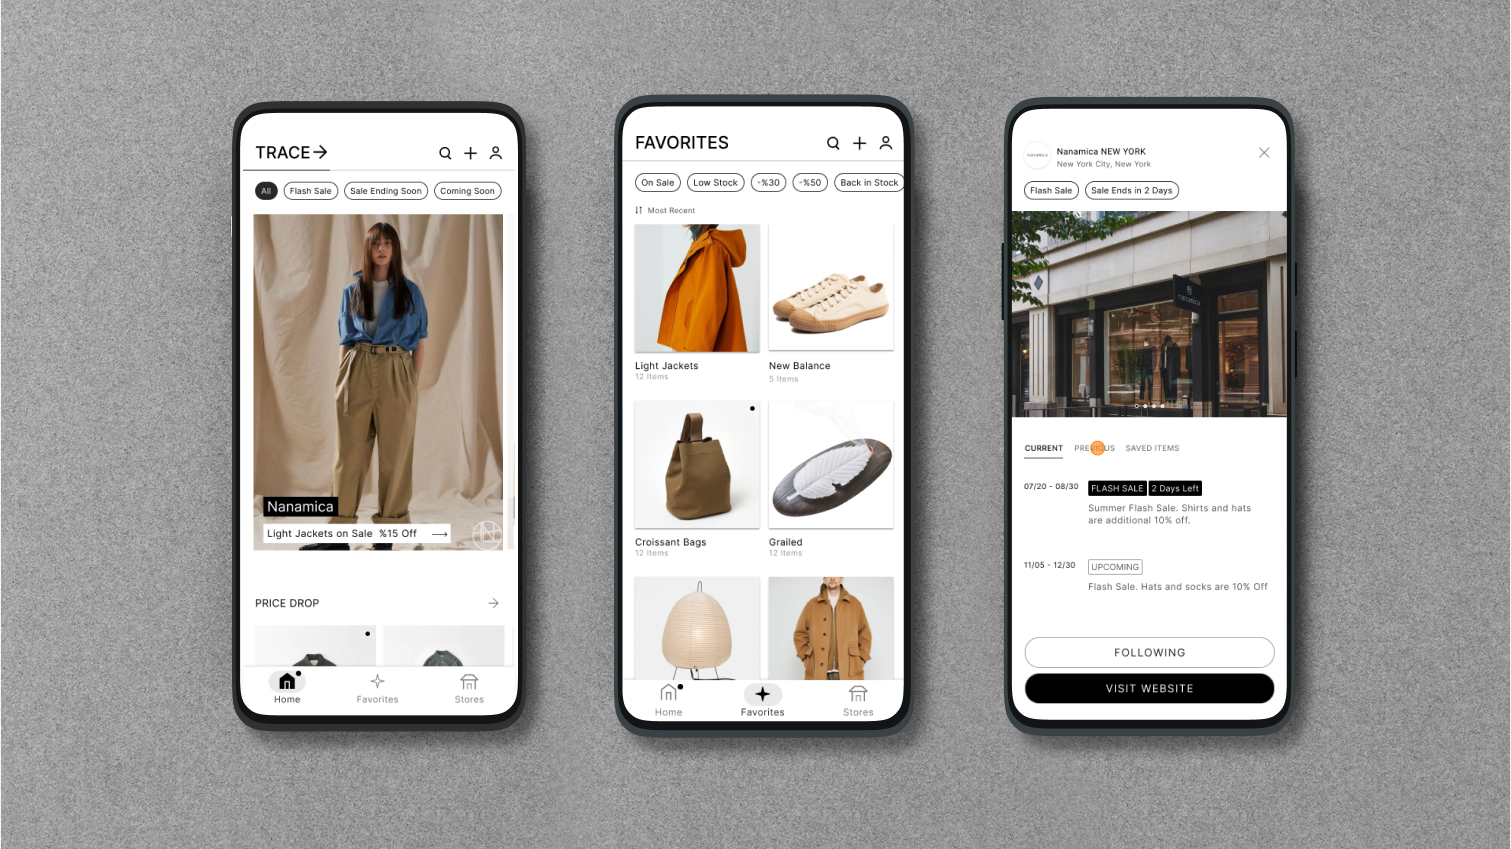 TRACE
All
Flash Sale
Sale Ending Soon
Coming Soon
Nanamica
Light Jackets on Sale %15 Off
PRICE DROP
Home
Favorites
Stores
FAVORITES
On Sale
Low Stock
-%30
-%50
Back in Stock
Most Recent
Light Jackets
12 Items
New Balance
5 Items
Croissant Bags
12 Items
Grailed
12 Items
Home
Favorites
Stores
nanamica
Nanamica NEW YORK
New York City, New York
Flash Sale
Sale Ends in 2 Days
nanamica
CURRENT
PREVIOUS
SAVED ITEMS
07/20 - 08/30
FLASH SALE
2 Days Left
Summer Flash Sale. Shirts and hats
are additional 10% off.
11/05 - 12/30
UPCOMING
Flash Sale. Hats and socks are 10% Off
FOLLOWING
VISIT WEBSITE